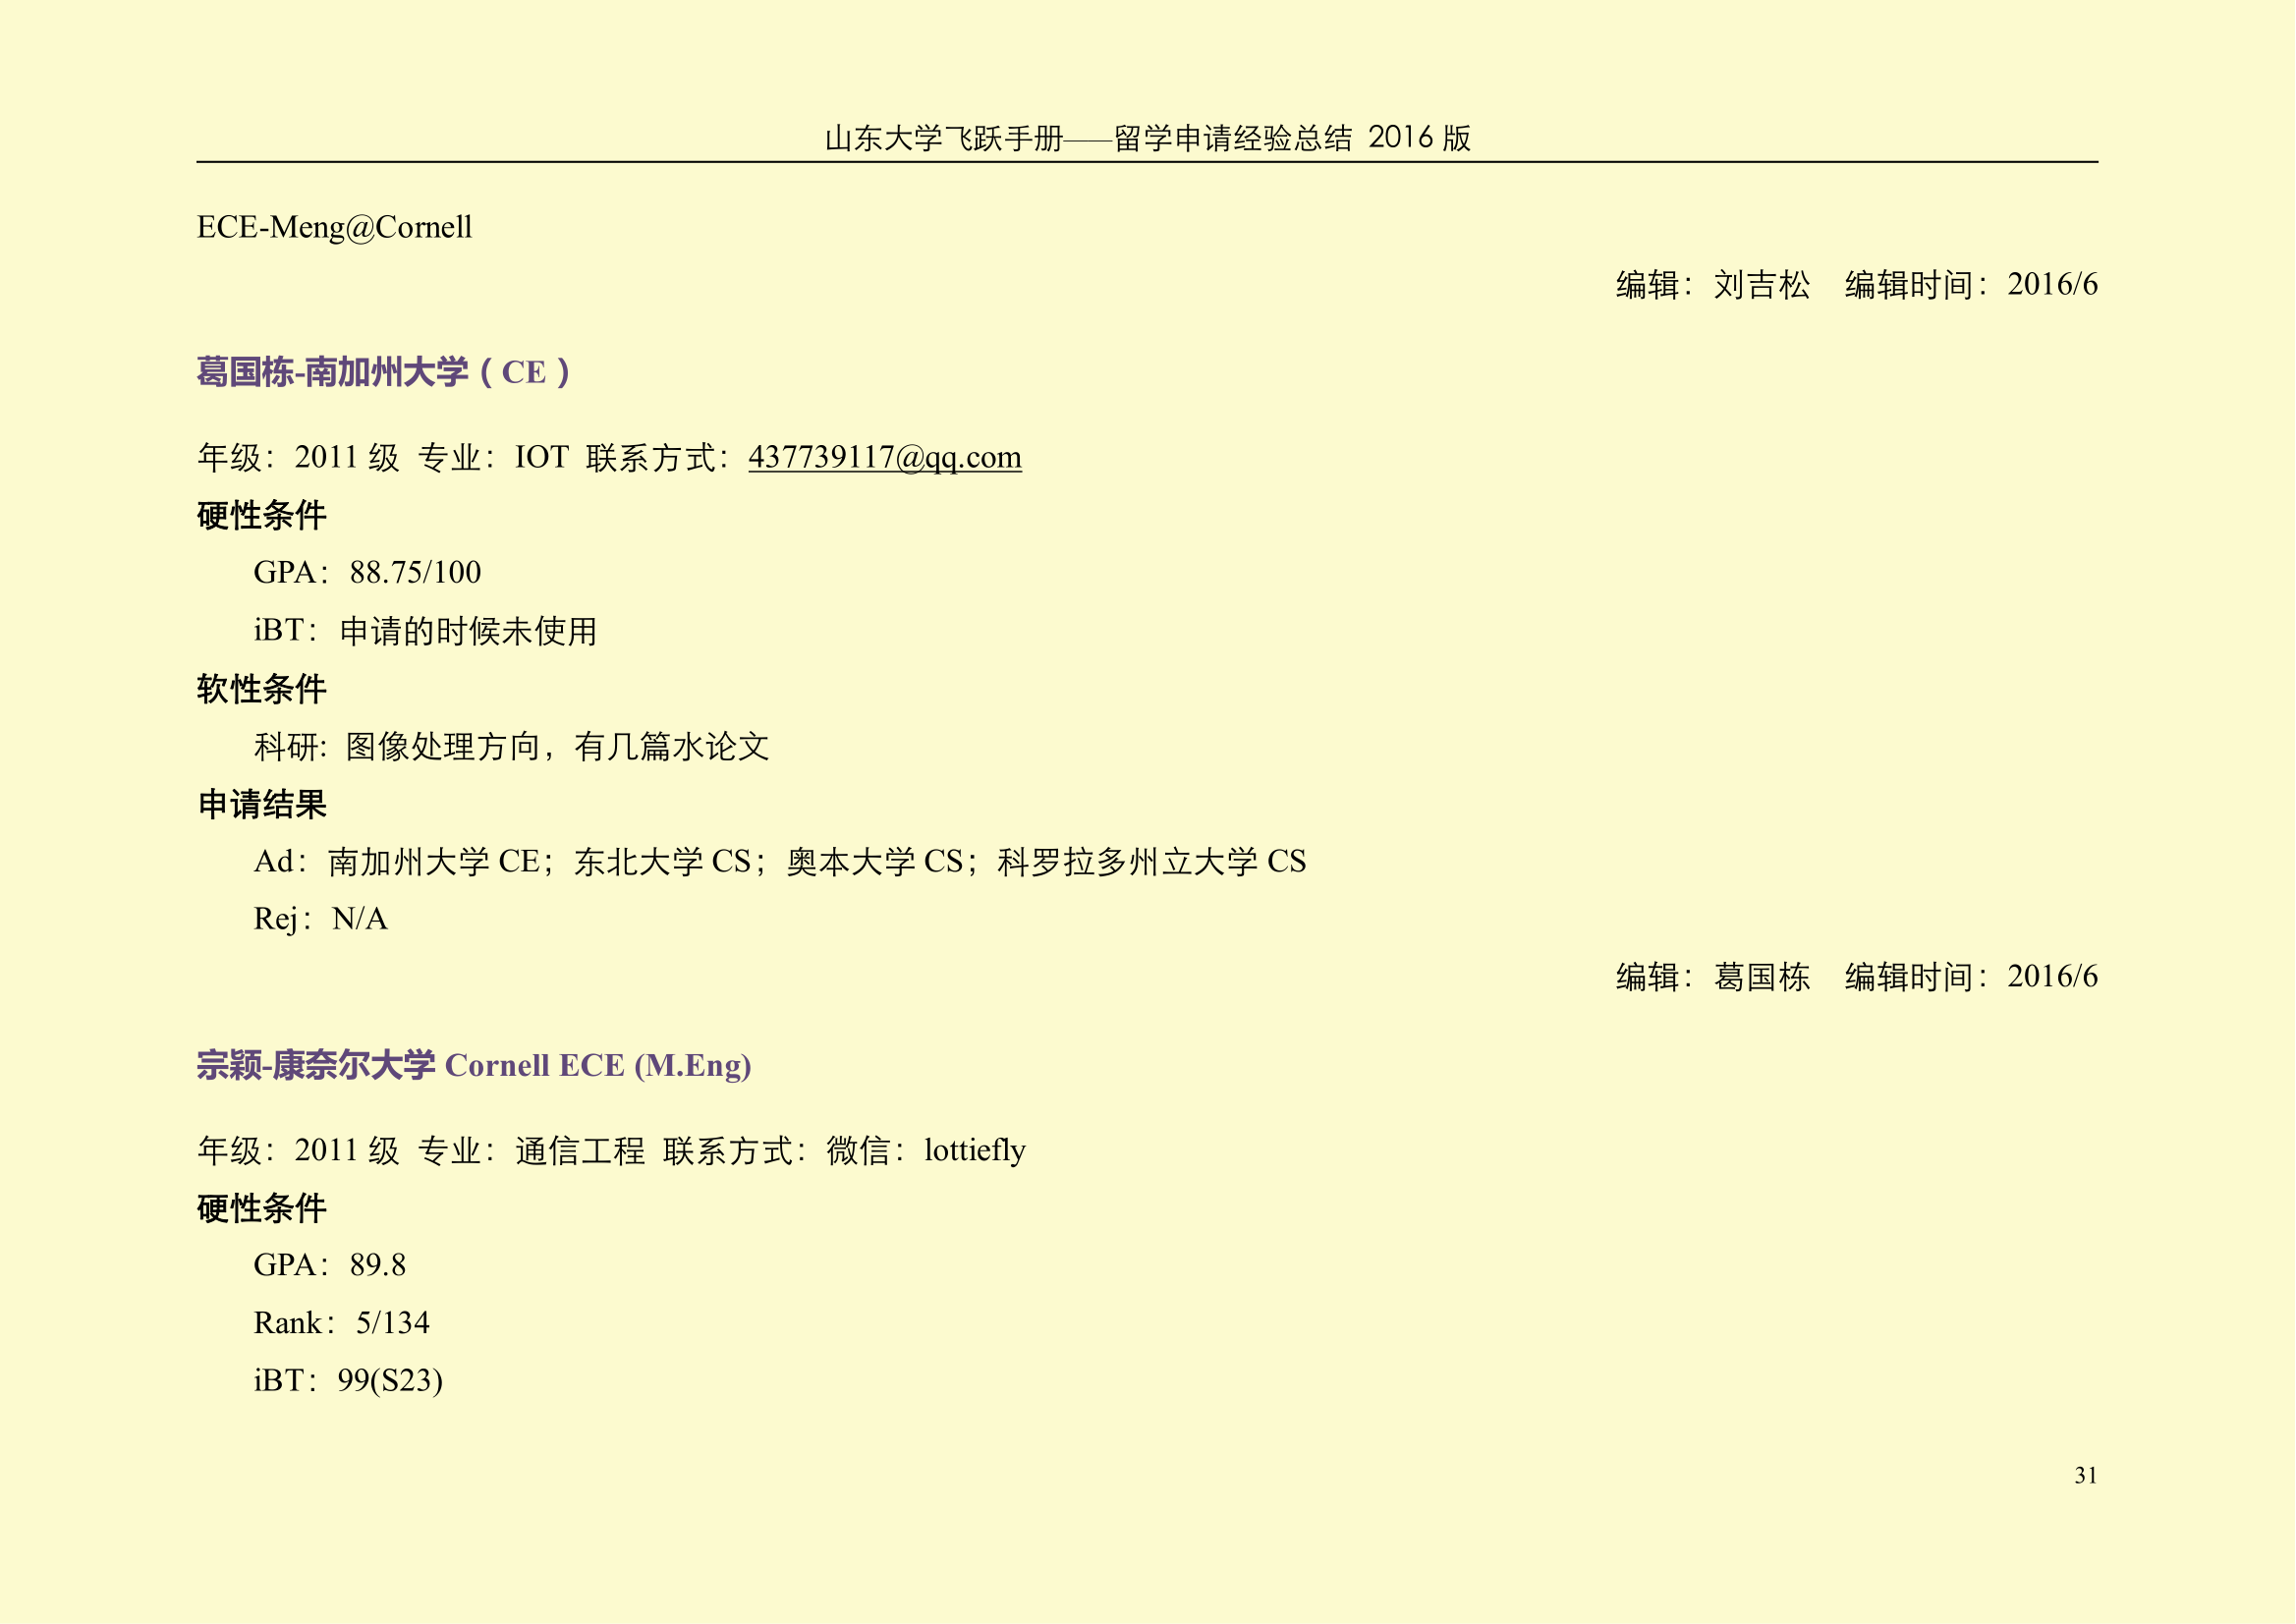 山东大学飞跃手册——留学申请经验总结 2016 版
ECE-Meng@Cornell
编辑：刘吉松　编辑时间：2016/6
葛国栋-南加州大学（CE）
年级：2011 级 专业：IOT 联系方式：437739117@qq.com
硬性条件
GPA：88.75/100
iBT：申请的时候未使用
软性条件
科研: 图像处理方向，有几篇水论文
申请结果
Ad：南加州大学 CE；东北大学 CS；奥本大学 CS；科罗拉多州立大学 CS
Rej：N/A
编辑：葛国栋　编辑时间：2016/6
宗颖-康奈尔大学 Cornell ECE (M.Eng)
年级：2011 级 专业：通信工程 联系方式：微信：lottiefly
硬性条件
GPA：89.8
Rank：5/134
iBT：99(S23)
31